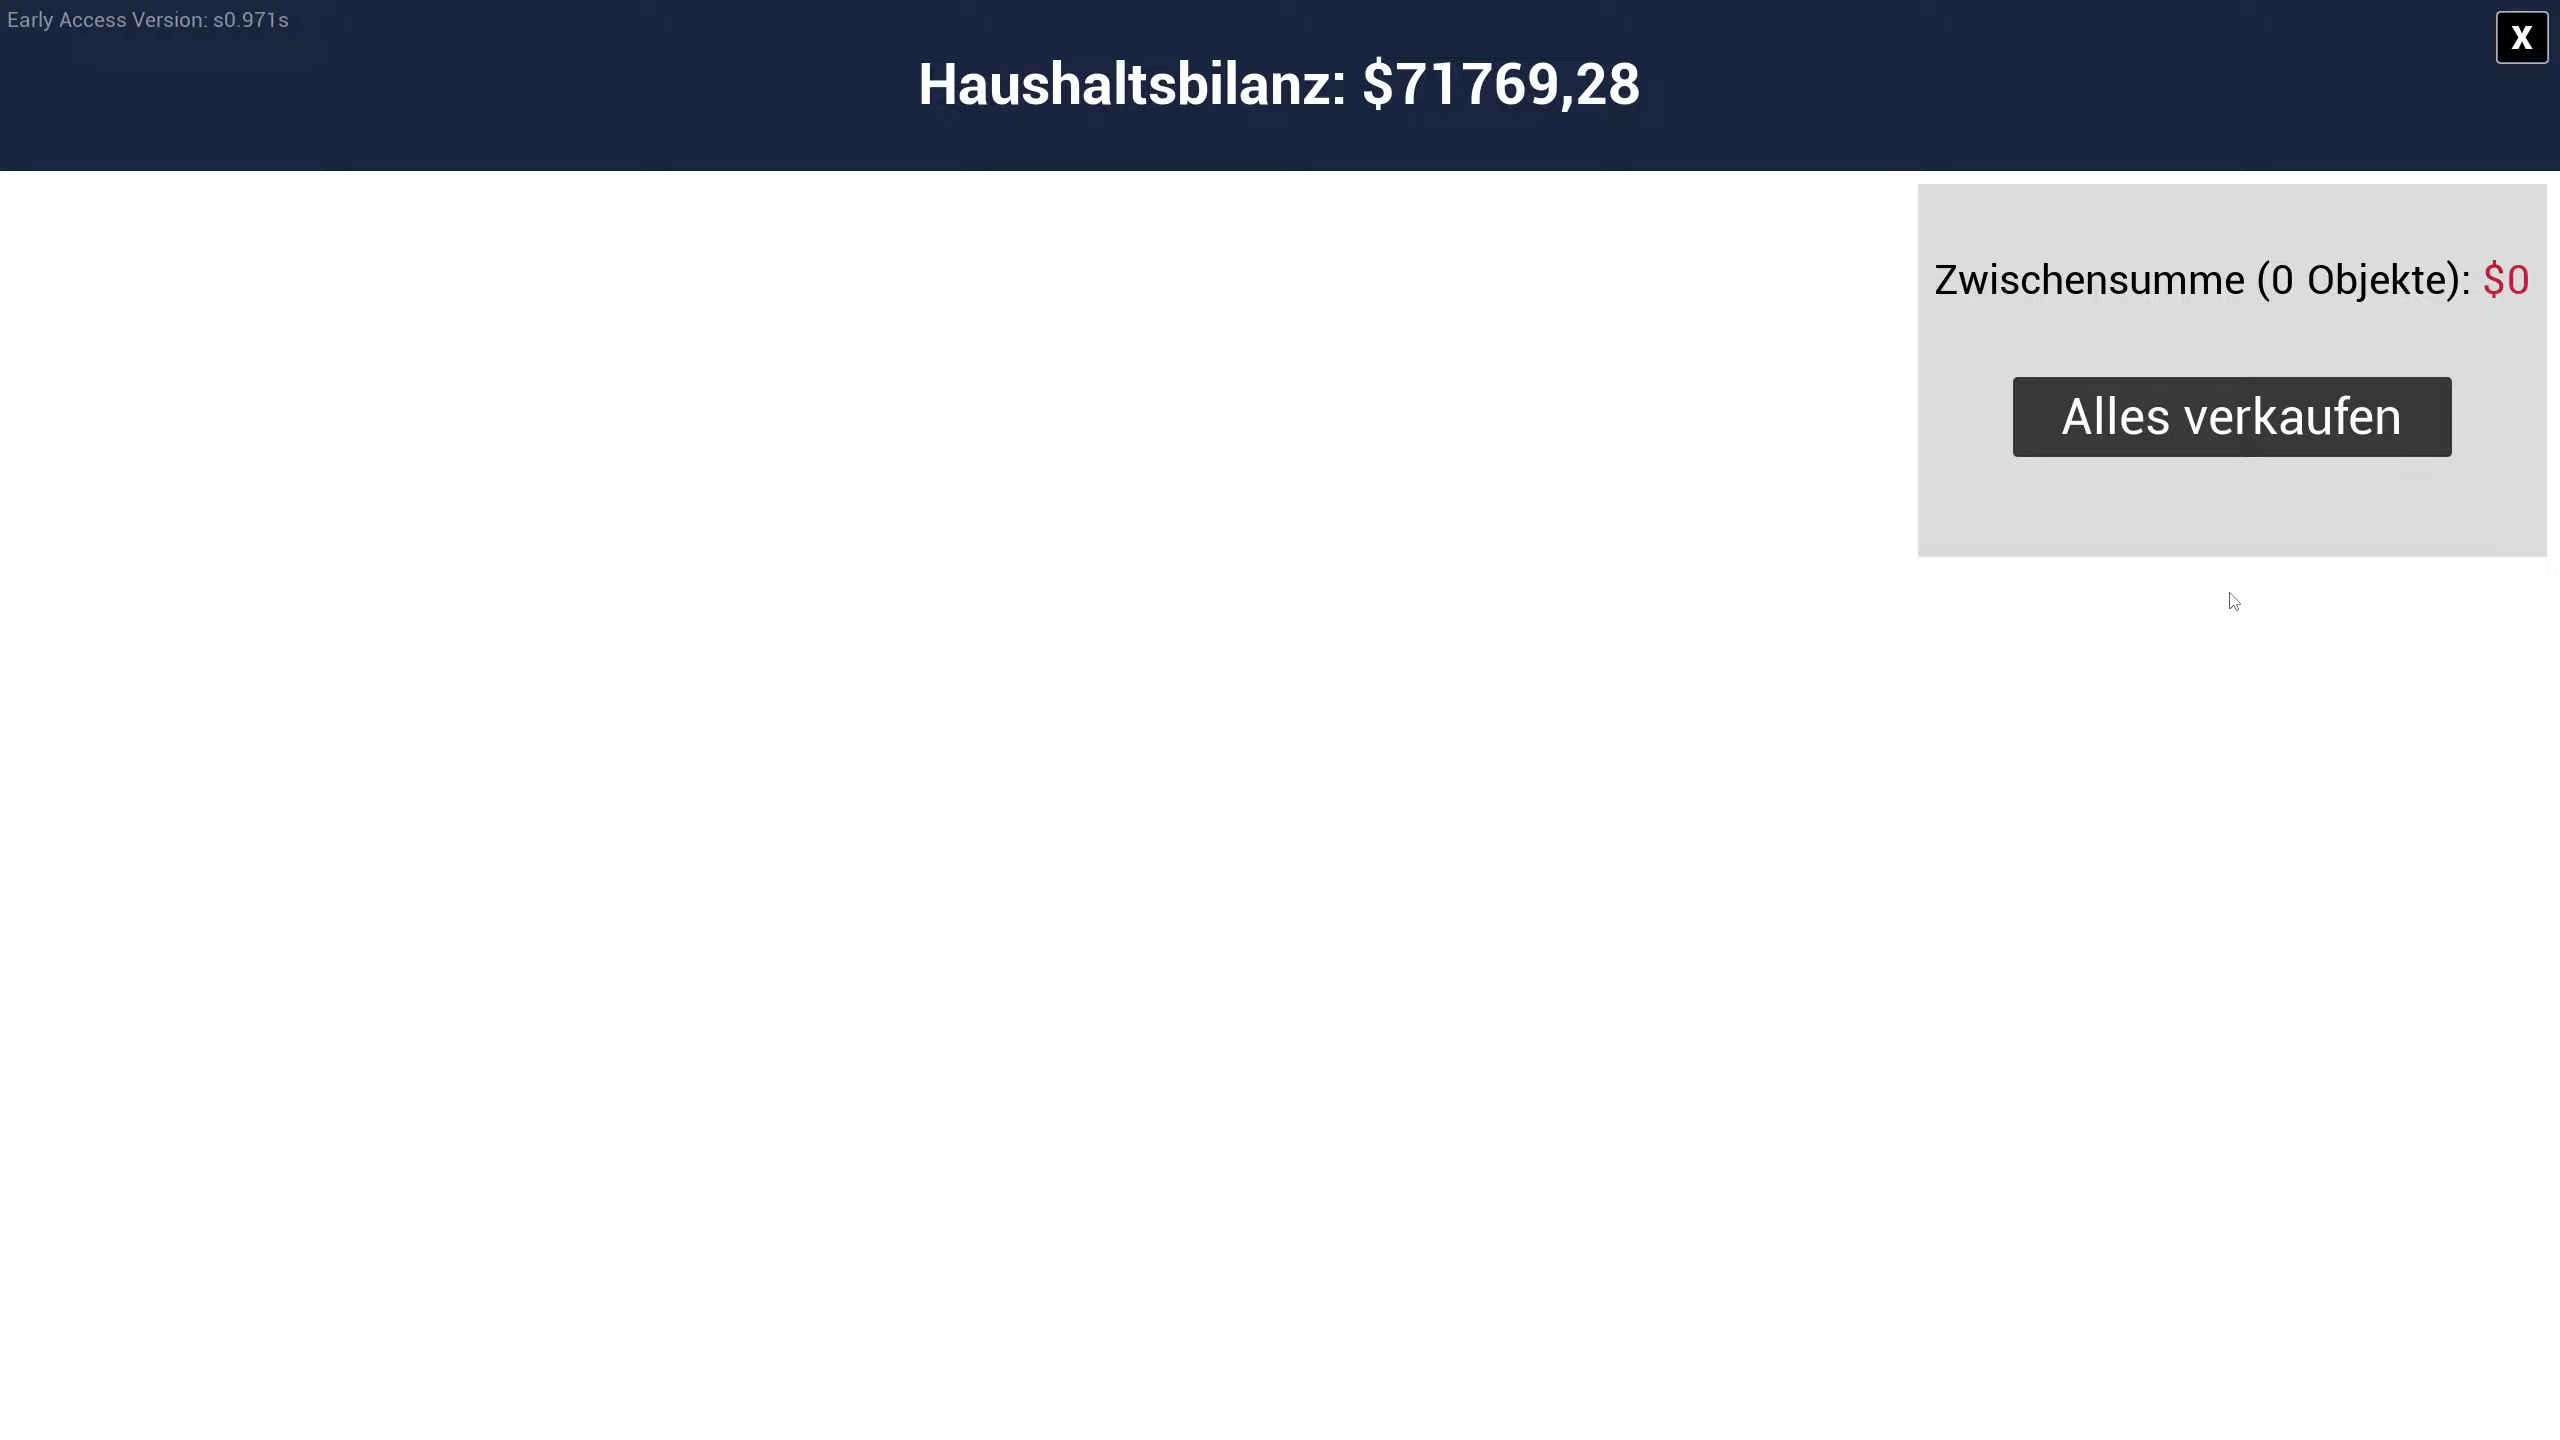 Early Access Version: s0.971s
X
Haushaltsbilanz: $71769,28
Zwischensumme (0 Objekte): $0
Alles verkaufen